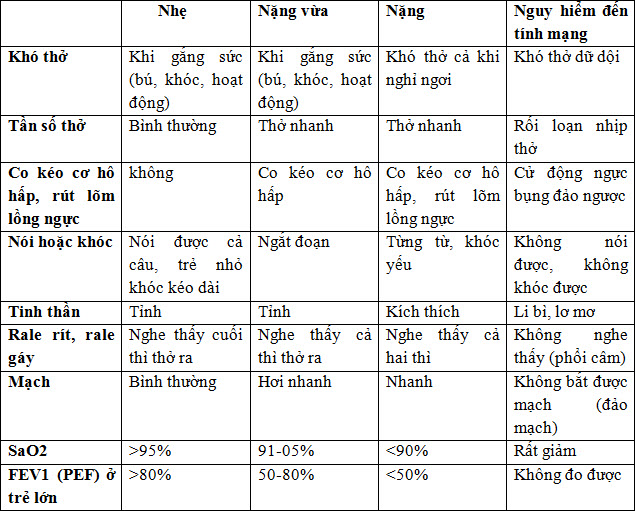 Nhẹ Nặng vừa Nặng Nguy hiểm đến
tính mạng
Khó thở Khi gắng sức Khi gắng sức Khó thở cả khi Khó thở dữ dội
(bú, khóc, hoạt (bú, khóc, hoạt nghỉ ngơi
động) động)
Tần số thở Bình thường Thở nhanh Thở nhanh Rối loạn nhịp
thở
Co kéo cơ hô không Co kéo cơ hô Co kéo cơ hô Cử động ngực
hấp, rút lõm hấp hấp, rút lõm bụng đảo ngược
lồng ngực lồng ngực
Nói hoặc khóc Nói được cả Ngắt đoạn Từng từ, khóc Không nói
câu, trẻ nhỏ yếu được, không
khóc kéo dài khóc được
Tinh thần Tỉnh Tỉnh Kích thích Li bì, lơ mơ
Rale rít, rale Nghe thấy cuối Nghe thấy cả Nghe thấy cả Không nghe
gáy thì thở ra thì thở ra hai thì thấy (phổi câm)
Mạch Bình thường Hơi nhanh Nhanh Không bắt được
mạch (đảo
mạch)
SaO2 >95% 91-05% <90% Rất giảm
FEV1 (PEF) ở >80% 50-80% <50% Không đo được
trẻ lớn